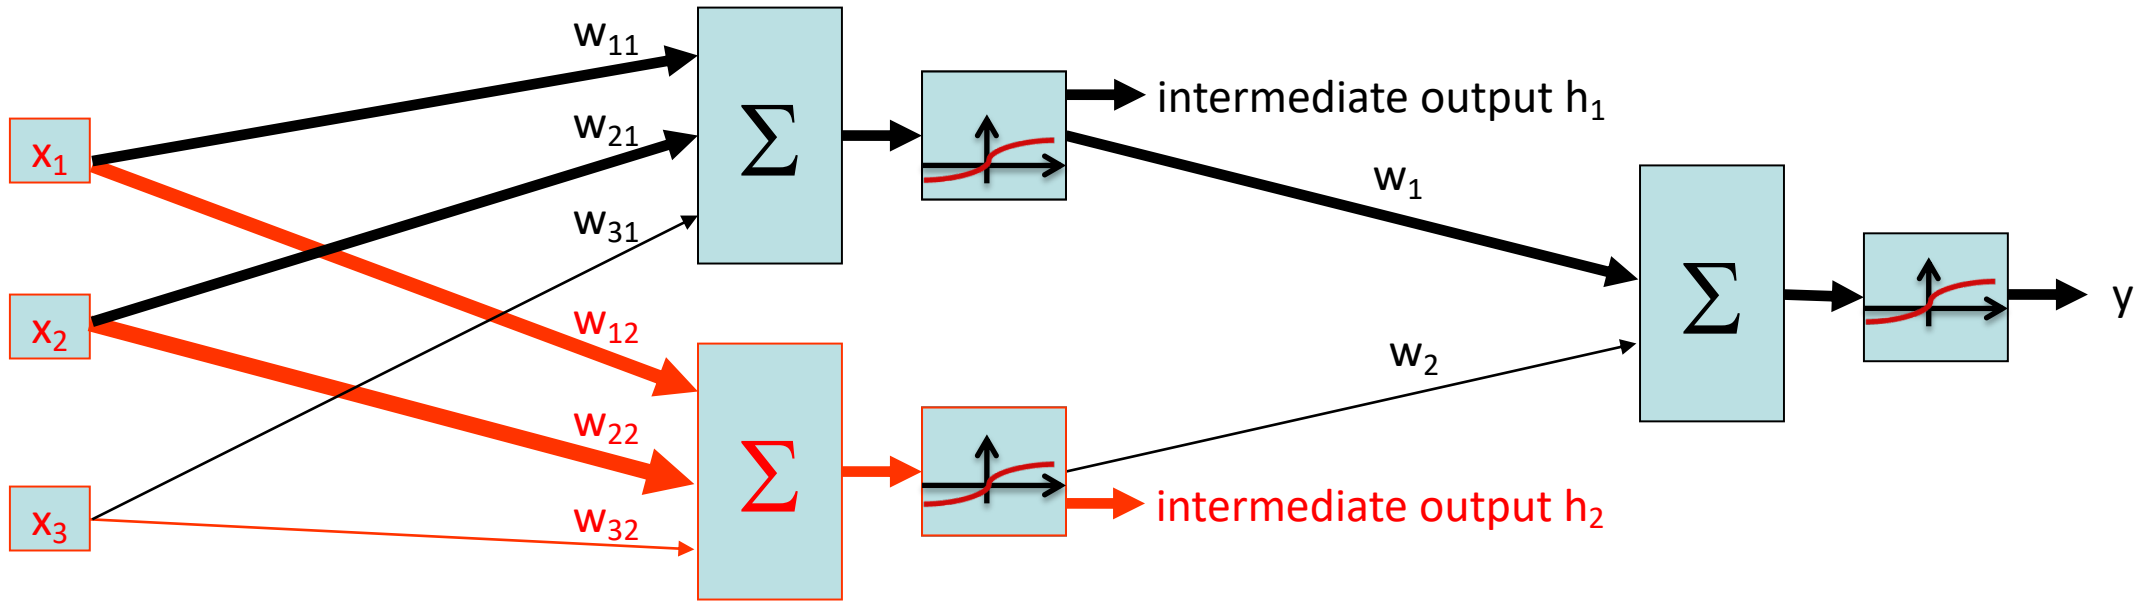 w₁₁
intermediate output h₁
w₂₁
Σ
x₁
w₁
w₃₁
x₂
w₁₂
Σ
y
w₂
w₂₂
Σ
x₃
w₃₂
intermediate output h₂